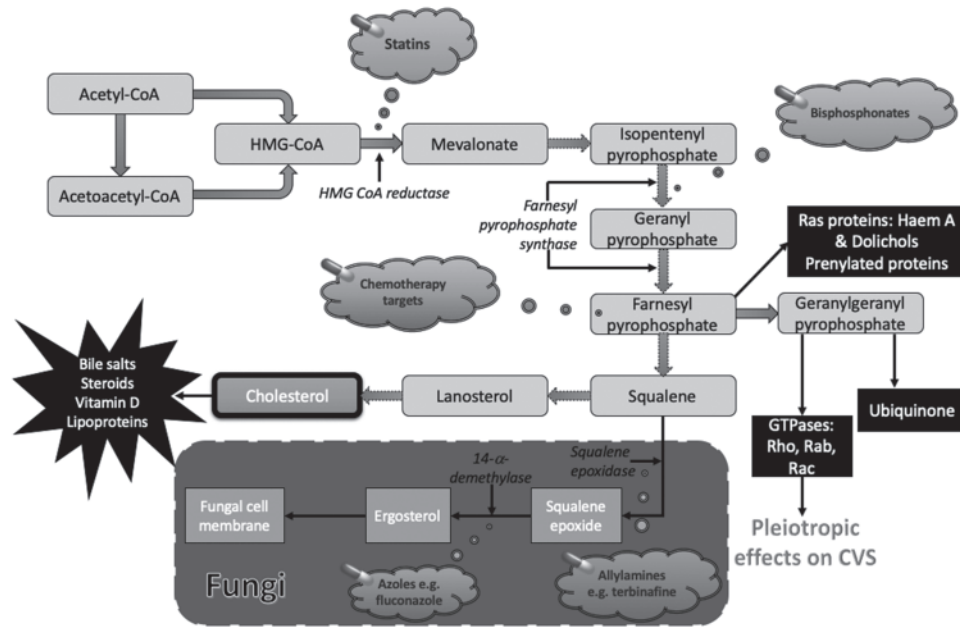 Statins
Acetyl-CoA
Bisphosphonates
HMG-CoA
Mevalonate
Isopentenyl
pyrophosphate
Acetoacetyl-CoA
HMG CoA reductase
Farnesyl
pyrophosphate
synthase
Geranyl
pyrophosphate
Ras proteins: Haem A
& Dolichols
Prenylated proteins
Chemotherapy
targets
Farnesyl
pyrophosphate
Geranylgeranyl
pyrophosphate
Bile salts
Steroids
Vitamin D
Lipoproteins
Cholesterol
Lanosterol
Squalene
Ubiquinone
GTPases:
Rho, Rab,
Rac
14-α-
demethylase
Squalene
epoxidase
Fungal cell
membrane
Ergosterol
Squalene
epoxide
Pleiotropic
effects on CVS
Fungi
Azoles e.g.
fluconazole
Allylamines
e.g. terbinafine